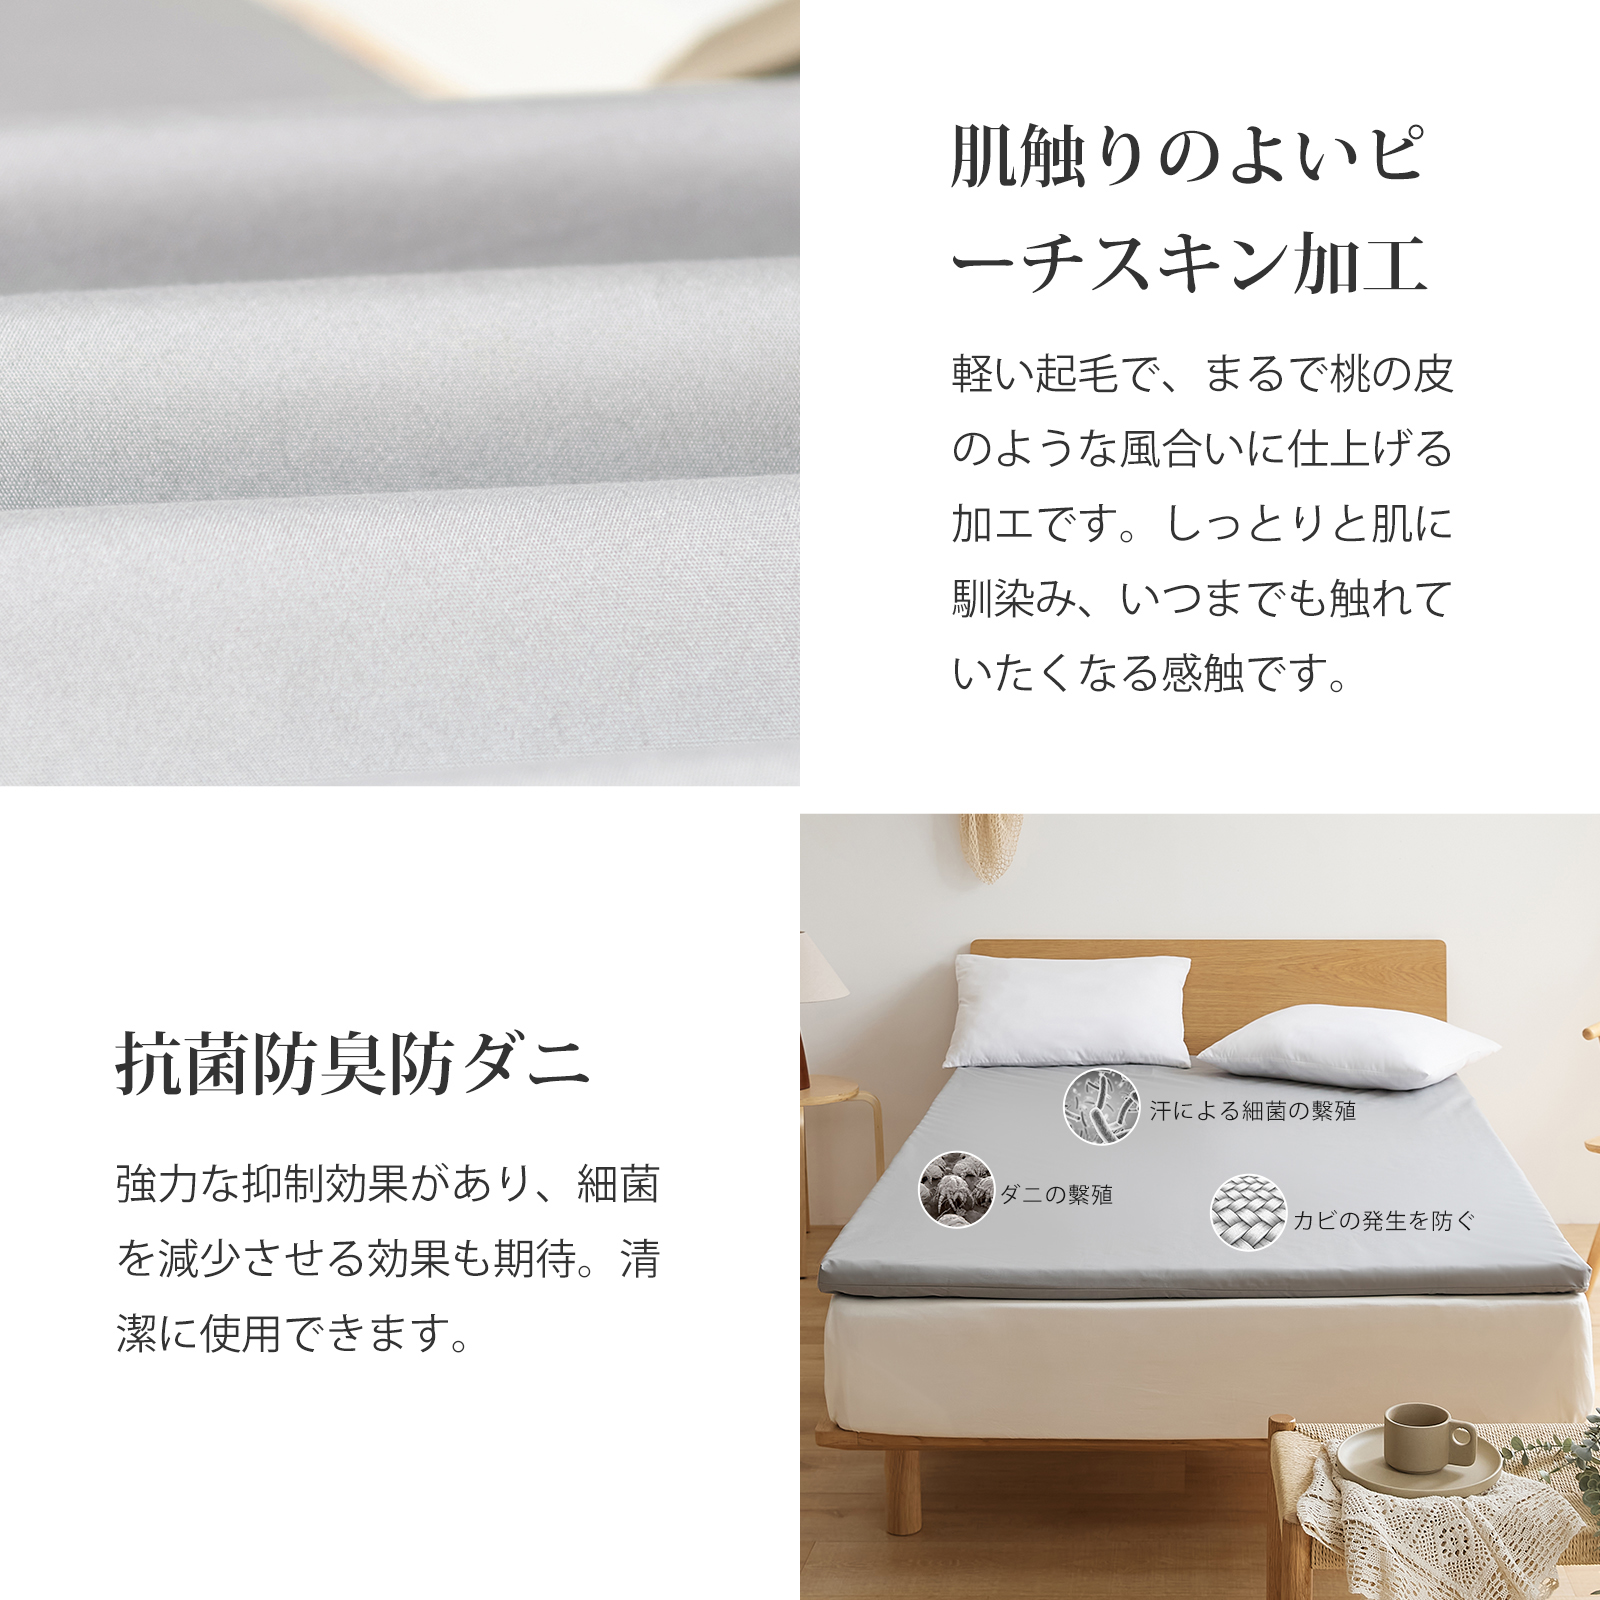 肌触りのよいピ
ーチスキン加工
軽い起毛で、まるで桃の皮
のような風合いに仕上げる
加工です。しっとりと肌に
馴染み、いつまでも触れて
いたくなる感触です。
抗菌防臭防ダニ
強力な抑制効果があり、細菌
を減少させる効果も期待。清
潔に使用できます。
汗による細菌の繫殖
ダニの繫殖
カビの発生を防ぐ